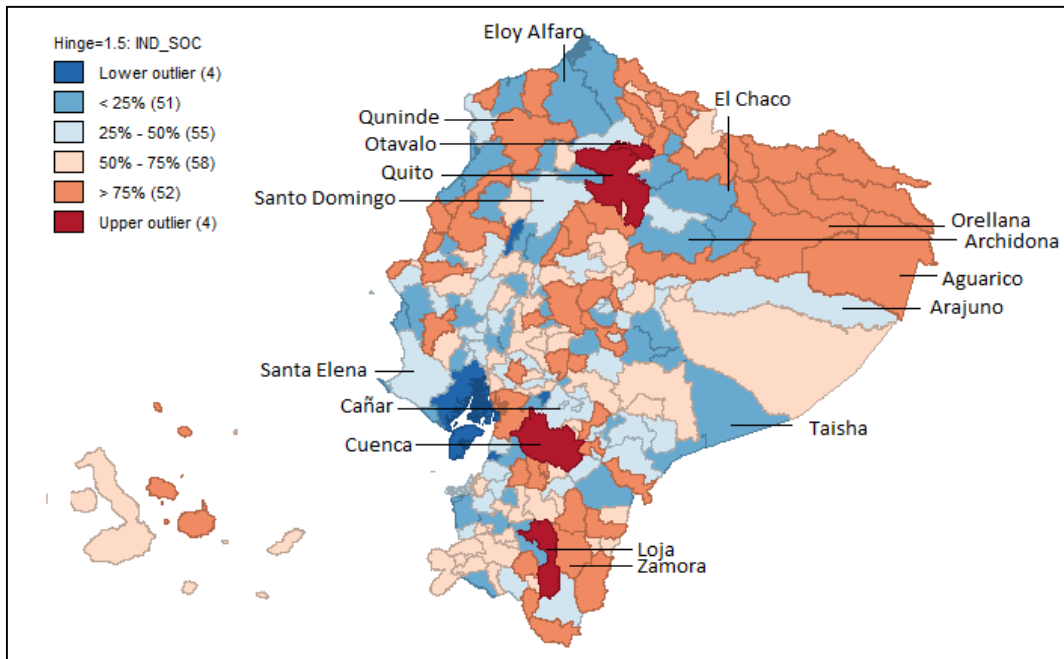 Hinge=1.5: IND_SOC
Lower outlier (4)
< 25% (51)
25% - 50% (55)
50% - 75% (58)
> 75% (52)
Upper outlier (4)
Eloy Alfaro
El Chaco
Quninde
Otavalo
Quito
Santo Domingo
Orellana
Archidona
Aguarico
Arajuno
Santa Elena
Cañar
Taisha
Cuenca
Loja
Zamora